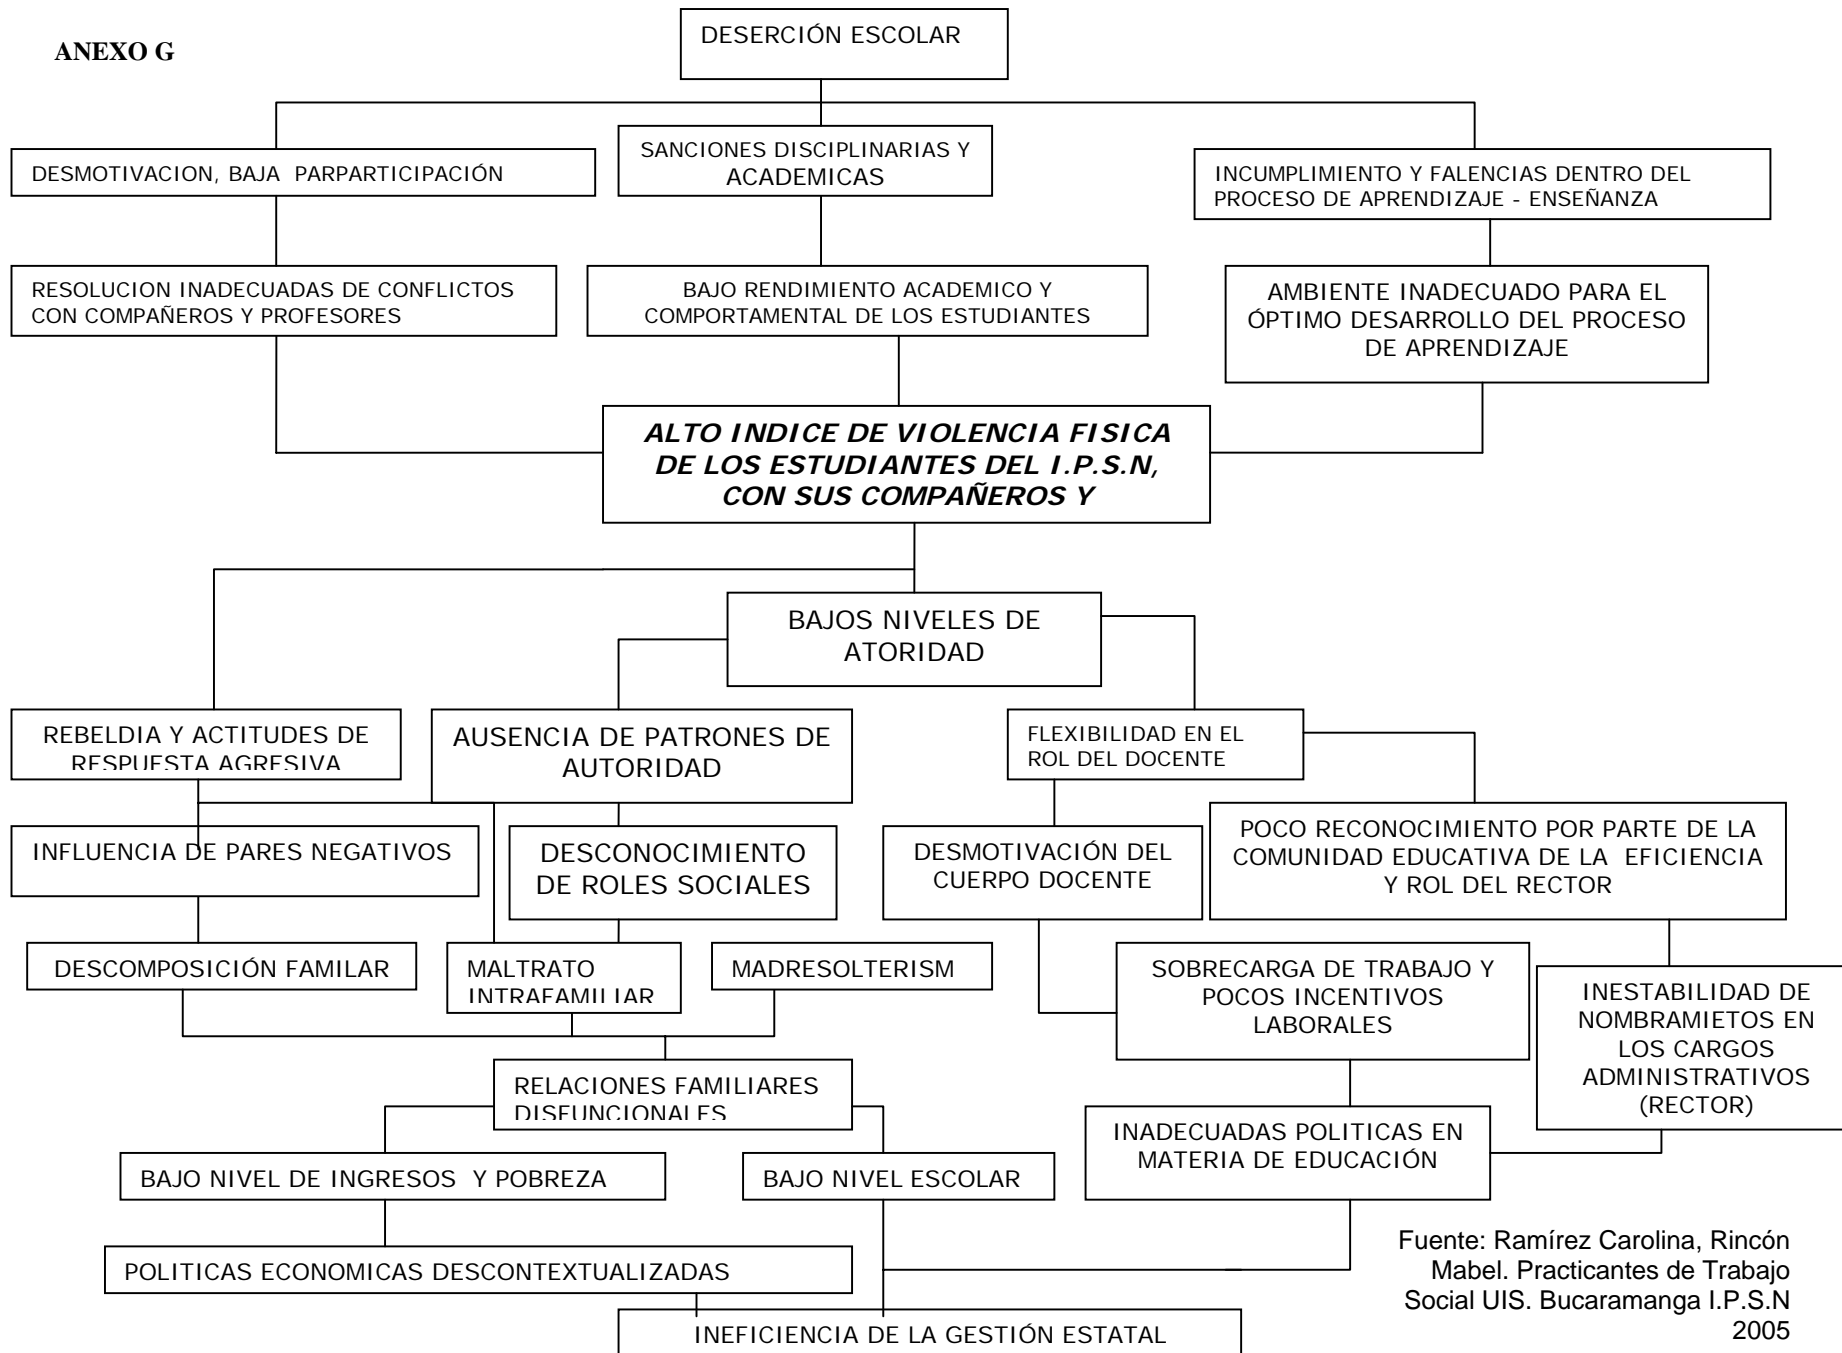 ANEXO G
DESERCIÓN ESCOLAR
DESMOTIVACION, BAJA  PARPARTICIPACIÓN
SANCIONES DISCIPLINARIAS Y
ACADEMICAS
INCUMPLIMIENTO Y FALENCIAS DENTRO DEL
PROCESO DE APRENDIZAJE - ENSEÑANZA
RESOLUCION INADECUADAS DE CONFLICTOS
CON COMPAÑEROS Y PROFESORES
BAJO RENDIMIENTO ACADEMICO Y
COMPORTAMENTAL DE LOS ESTUDIANTES
AMBIENTE INADECUADO PARA EL
ÓPTIMO DESARROLLO DEL PROCESO
DE APRENDIZAJE
ALTO INDICE DE VIOLENCIA FISICA
DE LOS ESTUDIANTES DEL I.P.S.N,
CON SUS COMPAÑEROS Y
BAJOS NIVELES DE
ATORIDAD
REBELDIA Y ACTITUDES DE
RESPUESTA AGRESIVA
AUSENCIA DE PATRONES DE
AUTORIDAD
FLEXIBILIDAD EN EL
ROL DEL DOCENTE
INFLUENCIA DE PARES NEGATIVOS
DESCONOCIMIENTO
DE ROLES SOCIALES
DESMOTIVACIÓN DEL
CUERPO DOCENTE
POCO RECONOCIMIENTO POR PARTE DE LA
COMUNIDAD EDUCATIVA DE LA  EFICIENCIA
Y ROL DEL RECTOR
DESCOMPOSICIÓN FAMILAR
MALTRATO
INTRAFAMILIAR
MADRESOLTERISM
SOBRECARGA DE TRABAJO Y
POCOS INCENTIVOS
LABORALES
INESTABILIDAD DE
NOMBRAMIETOS EN
LOS CARGOS
ADMINISTRATIVOS
(RECTOR)
RELACIONES FAMILIARES
DISFUNCIONALES
INADECUADAS POLITICAS EN
MATERIA DE EDUCACIÓN
BAJO NIVEL DE INGRESOS  Y POBREZA
BAJO NIVEL ESCOLAR
POLITICAS ECONOMICAS DESCONTEXTUALIZADAS
INEFICIENCIA DE LA GESTIÓN ESTATAL
Fuente: Ramírez Carolina, Rincón
Mabel. Practicantes de Trabajo
Social UIS. Bucaramanga I.P.S.N
2005